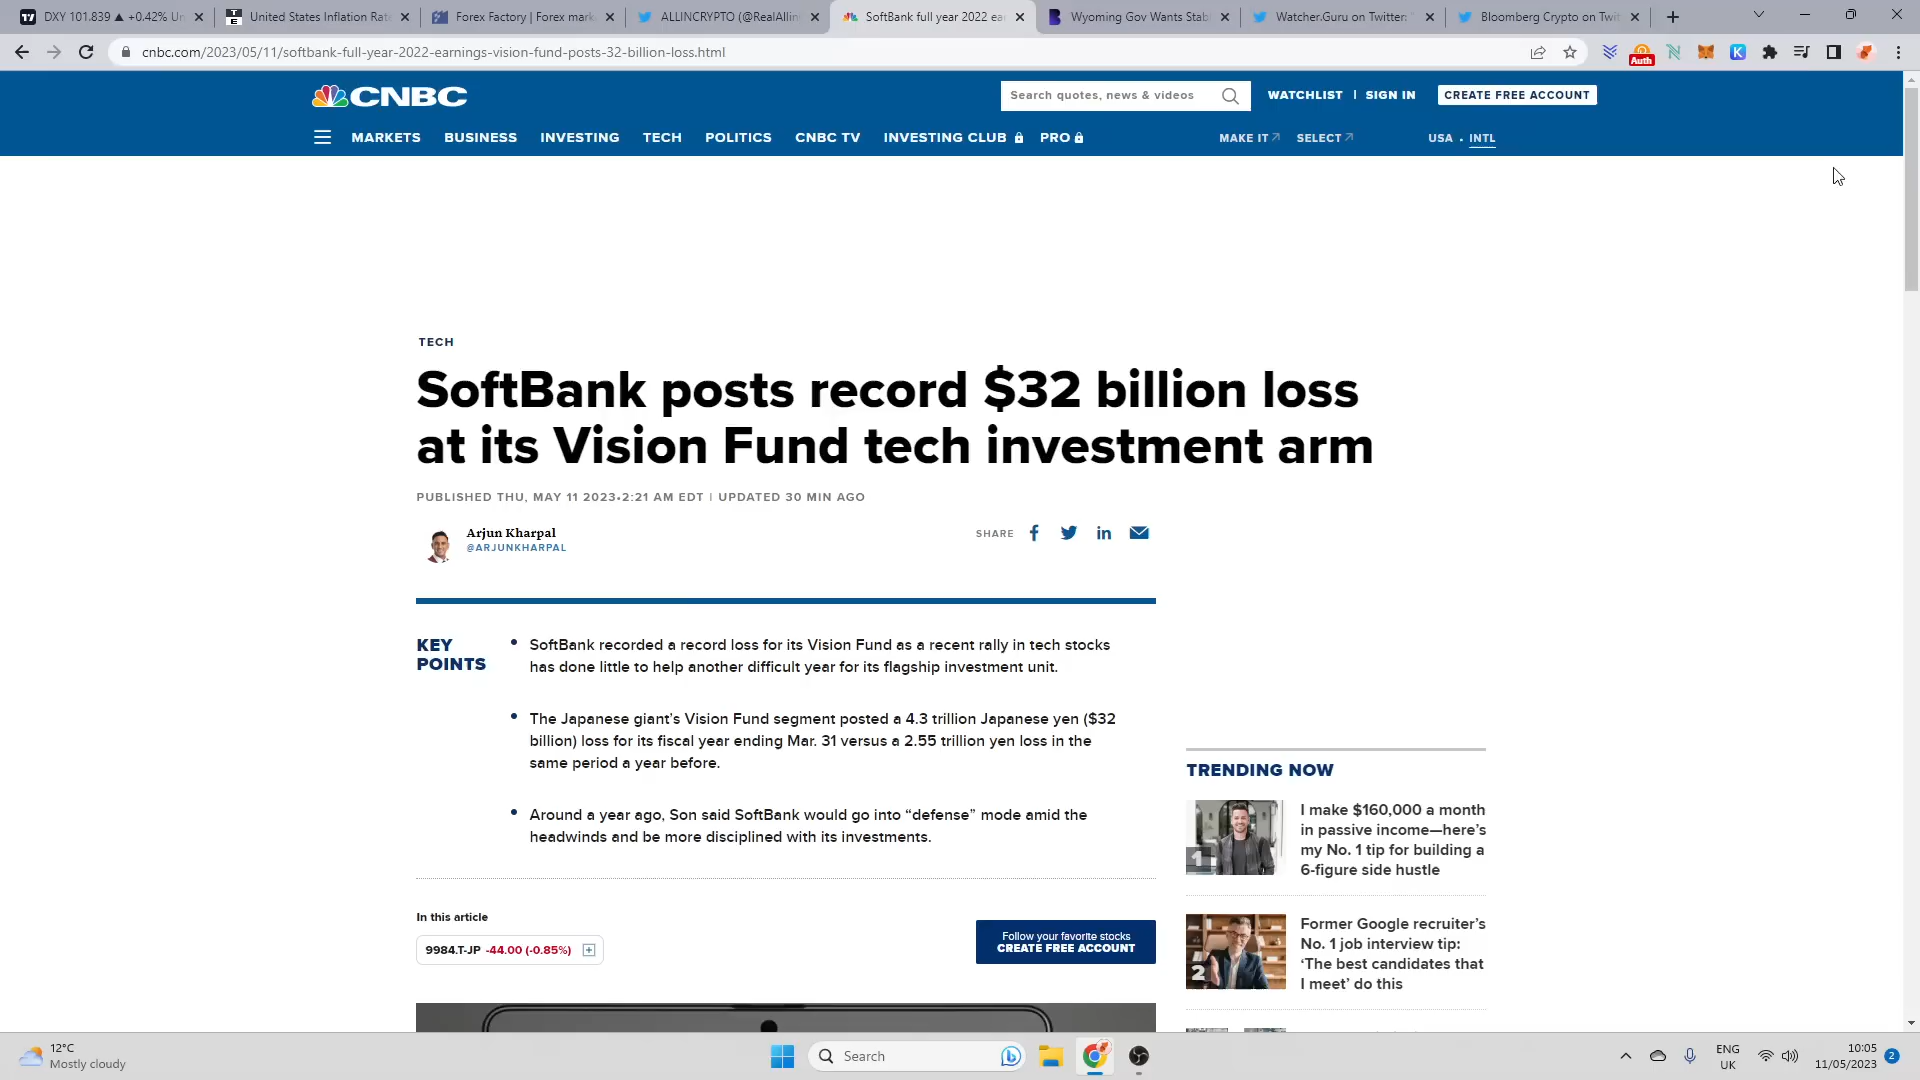 DXY 101.839 ▲ +0.42%
United States Inflation Rat
Forex Factory | Forex mark
ALLINCRYPTO (@RealAllin
SoftBank full year 2022 ea
Wyoming Gov Wants Stab
Watcher.Guru on Twitter:
Bloomberg Crypto on Twit
cnbc.com/2023/05/11/softbank-full-year-2022-earnings-vision-fund-posts-32-billion-loss.html
Auth
CNBC
Search quotes, news & videos
WATCHLIST | SIGN IN
CREATE FREE ACCOUNT
MARKETS BUSINESS INVESTING TECH POLITICS CNBC TV INVESTING CLUB PRO
MAKE IT SELECT
USA • INTL
TECH
SoftBank posts record $32 billion loss
at its Vision Fund tech investment arm
PUBLISHED THU, MAY 11 2023•2:21 AM EDT | UPDATED 30 MIN AGO
Arjun Kharpal
@ARJUNKHARPAL
SHARE
KEY
POINTS
• SoftBank recorded a record loss for its Vision Fund as a recent rally in tech stocks
has done little to help another difficult year for its flagship investment unit.
• The Japanese giant’s Vision Fund segment posted a 4.3 trillion Japanese yen ($32
billion) loss for its fiscal year ending Mar. 31 versus a 2.55 trillion yen loss in the
same period a year before.
• Around a year ago, Son said SoftBank would go into “defense” mode amid the
headwinds and be more disciplined with its investments.
In this article
9984.T-JP -44.00 (-0.85%)
Follow your favorite stocks
CREATE FREE ACCOUNT
TRENDING NOW
1
I make $160,000 a month
in passive income—here’s
my No. 1 tip for building a
6-figure side hustle
2
Former Google recruiter’s
No. 1 job interview tip:
‘The best candidates that
I meet’ do this
12°C
Mostly cloudy
Search
ENG
UK
10:05
11/05/2023
2